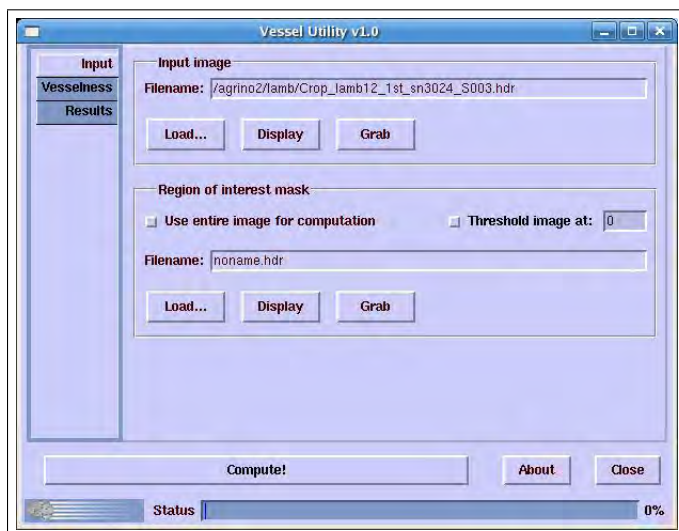 Vessel Utility v1.0
Input
Vesselness
Results
Input image
Filename: /agrino2/lamb/Crop_lamb12_1st_sn3024_S003.hdr
Load... Display Grab
Region of interest mask
Use entire image for computation Threshold image at: 0
Filename: noname.hdr
Load... Display Grab
Compute! About Close
Status 0%